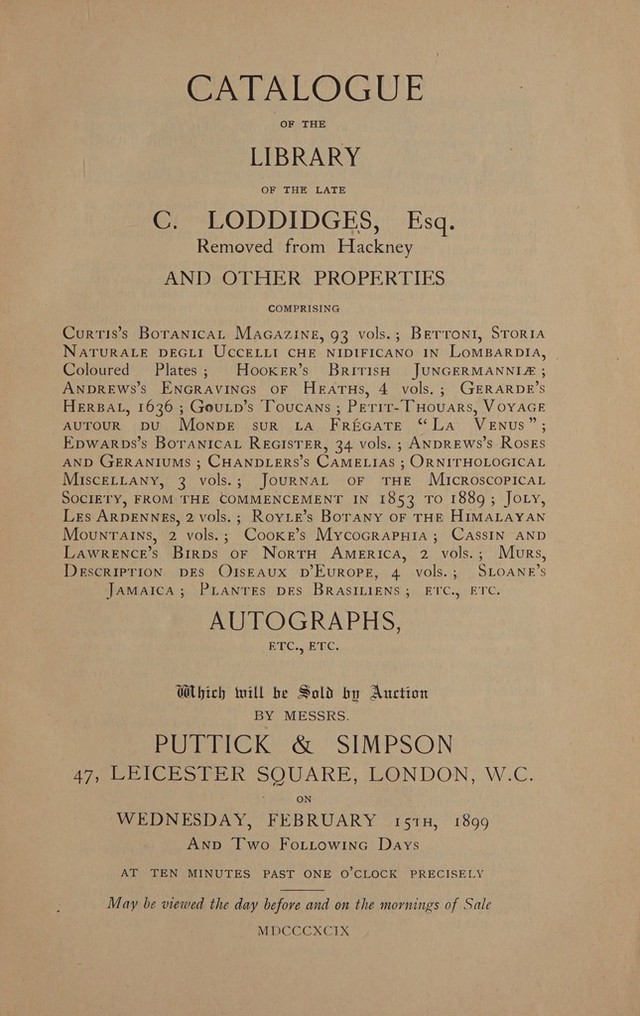 CATALOGUE
OF THE
LIBRARY
OF THE LATE
C. LODDIDGES, Esq.
Removed from Hackney
AND OTHER PROPERTIES
COMPRISING
CURTIS'S BOTANICAL MAGAZINE, 93 vols.; BETTONI, STORIA
NATURALE DEGLI UCCELLI CHE NIDIFICANO IN LOMBARDIA,
Coloured Plates; HOOKER'S BRITISH JUNGERMANNIÆ;
ANDREWS'S ENGRAVINGS OF HEATHS, 4 vols.; GERARDE'S
HERBAL, 1636; GOULD'S TOUCANS; PETIT-THOUARS, VOYAGE
AUTOUR DU MONDE SUR LA FRÉGATE “LA VENUS”;
EDWARDS'S BOTANICAL REGISTER, 34 vols.; ANDREWS'S ROSES
AND GERANIUMS; CHANDLERS'S CAMELIAS; ORNITHOLOGICAL
MISCELLANY, 3 vols.; JOURNAL OF THE MICROSCOPICAL
SOCIETY, FROM THE COMMENCEMENT IN 1853 TO 1889; JOLY,
LES ARDENNES, 2 vols.; ROYLE'S BOTANY OF THE HIMALAYAN
MOUNTAINS, 2 vols.; COOKE'S MYCOGRAPHIA; CASSIN AND
LAWRENCE'S BIRDS OF NORTH AMERICA, 2 vols.; MURS,
DESCRIPTION DES OISEAUX D'EUROPE, 4 vols.; SLOANE'S
JAMAICA; PLANTES DES BRASILIENS; ETC., ETC.
AUTOGRAPHS,
ETC., ETC.
Which will be Sold by Auction
BY MESSRS.
PUTTICK & SIMPSON
47, LEICESTER SQUARE, LONDON, W.C.
ON
WEDNESDAY, FEBRUARY 15TH, 1899
AND TWO FOLLOWING DAYS
AT TEN MINUTES PAST ONE O'CLOCK PRECISELY
May be viewed the day before and on the mornings of Sale
MDCCCXCIX